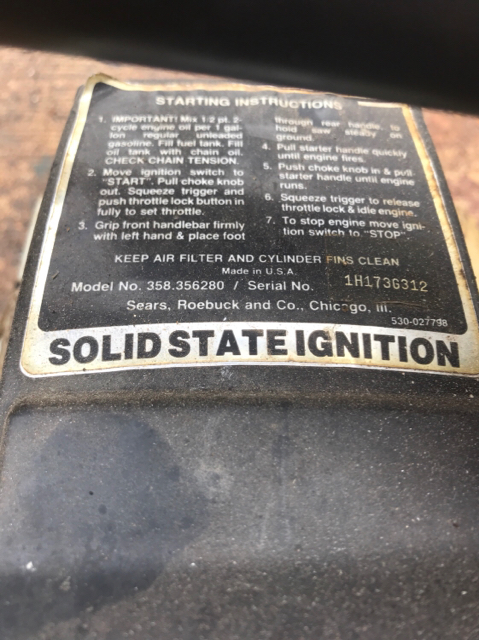 STARTING INSTRUCTIONS
1. IMPORTANT! Mix 1/2 pt. 2-
cycle engine oil per 1 gal-
lon regular unleaded
gasoline. Fill fuel tank. Fill
oil tank with chain oil.
CHECK CHAIN TENSION.
2. Move ignition switch to
"START". Pull choke knob
out. Squeeze trigger and
push throttle lock button in
fully to set throttle.
3. Grip front handlebar firmly
with left hand & place foot
through rear handle, to
hold saw steady on
ground.
4. Pull starter handle quickly
until engine fires.
5. Push choke knob in & pull
starter handle until engine
runs.
6. Squeeze trigger to release
throttle lock & idle engine.
7. To stop engine move igni-
tion switch to "STOP".
KEEP AIR FILTER AND CYLINDER FINS CLEAN
Made in U.S.A.
Model No. 358.356280 / Serial No. 1H173G312
Sears, Roebuck and Co., Chicago, Ill.
530-027798
SOLID STATE IGNITION